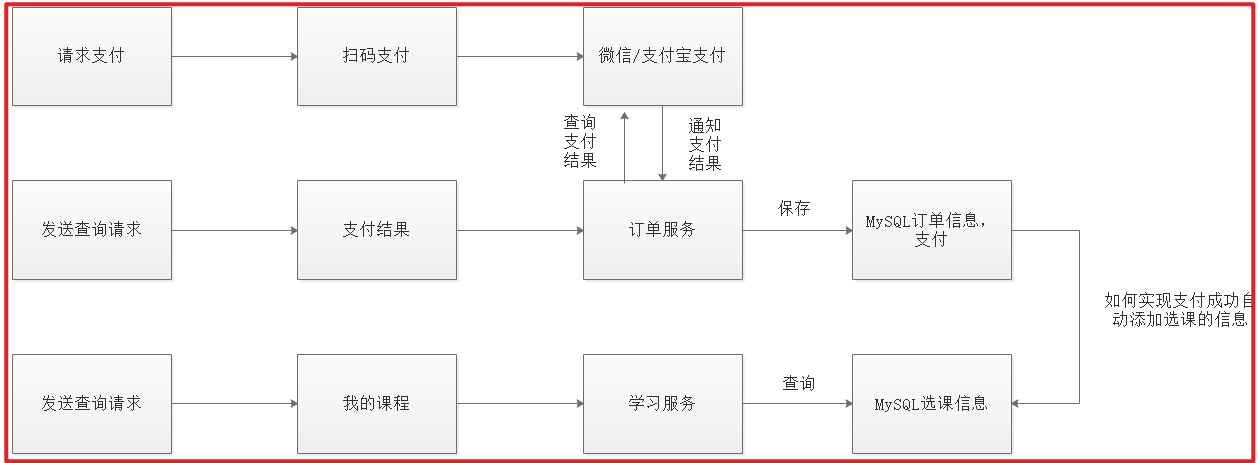 请求支付
扫码支付
微信/支付宝支付
查询
支付
结果
通知
支付
结果
发送查询请求
支付结果
订单服务
保存
MySQL订单信息，
支付
如何实现支付成功自
动添加选课的信息
发送查询请求
我的课程
学习服务
查询
MySQL选课信息